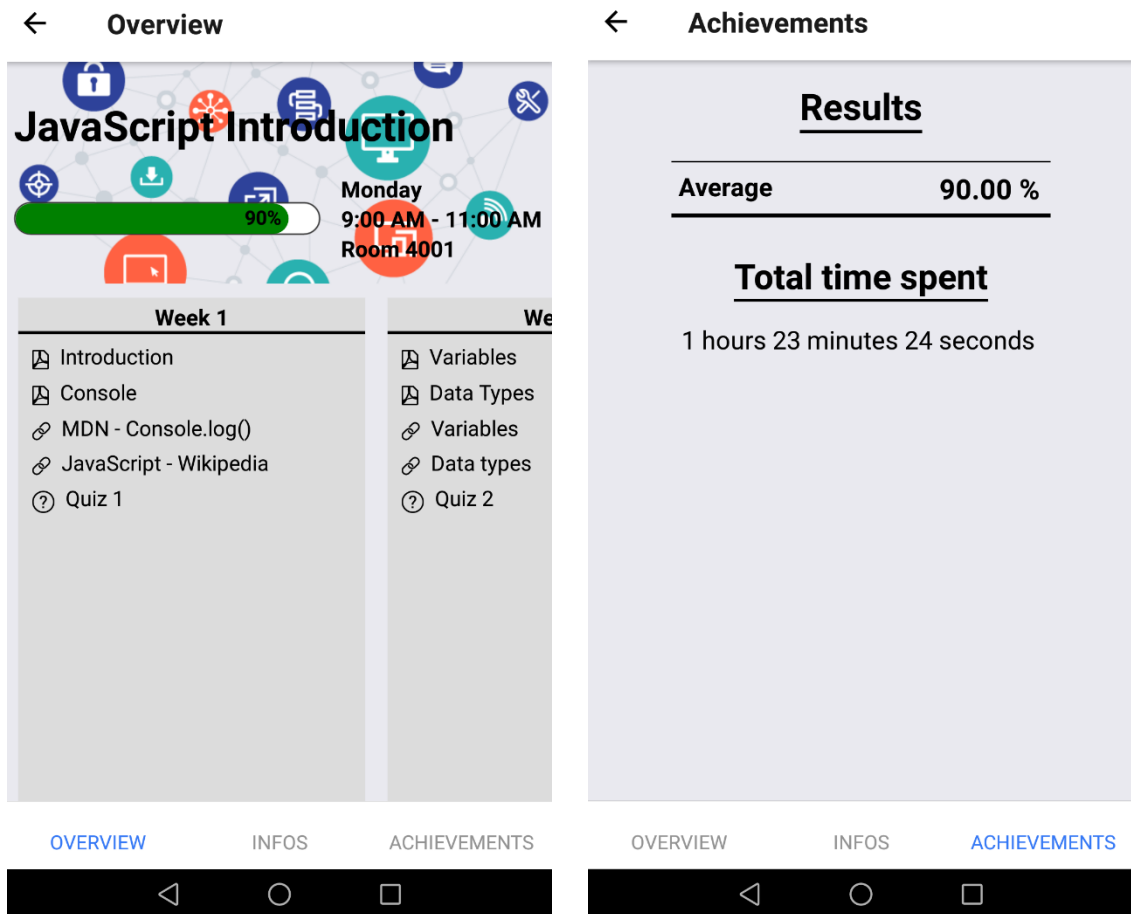 Overview
JavaScript Introduction
90%
Monday
9:00 AM - 11:00 AM
Room 4001
Week 1
Introduction
Console
MDN - Console.log()
JavaScript - Wikipedia
Quiz 1
We
Variables
Data Types
Variables
Data types
Quiz 2
OVERVIEW INFOS ACHIEVEMENTS
Achievements
Results
Average 90.00 %
Total time spent
1 hours 23 minutes 24 seconds
OVERVIEW INFOS ACHIEVEMENTS